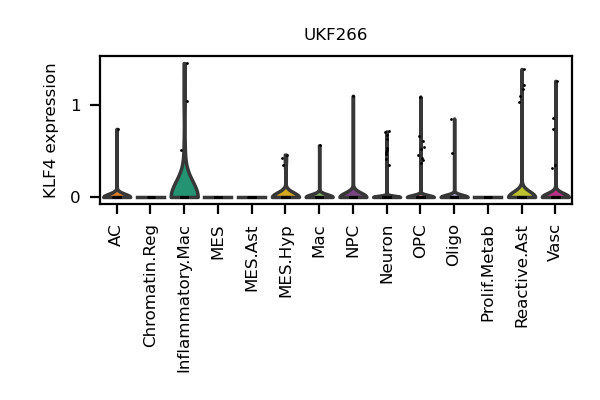 UKF266
KLF4 expression
1
0
AC
Chromatin.Reg
Inflammatory.Mac
MES
MES.Ast
MES.Hyp
Mac
NPC
Neuron
OPC
Oligo
Prolif.Metab
Reactive.Ast
Vasc